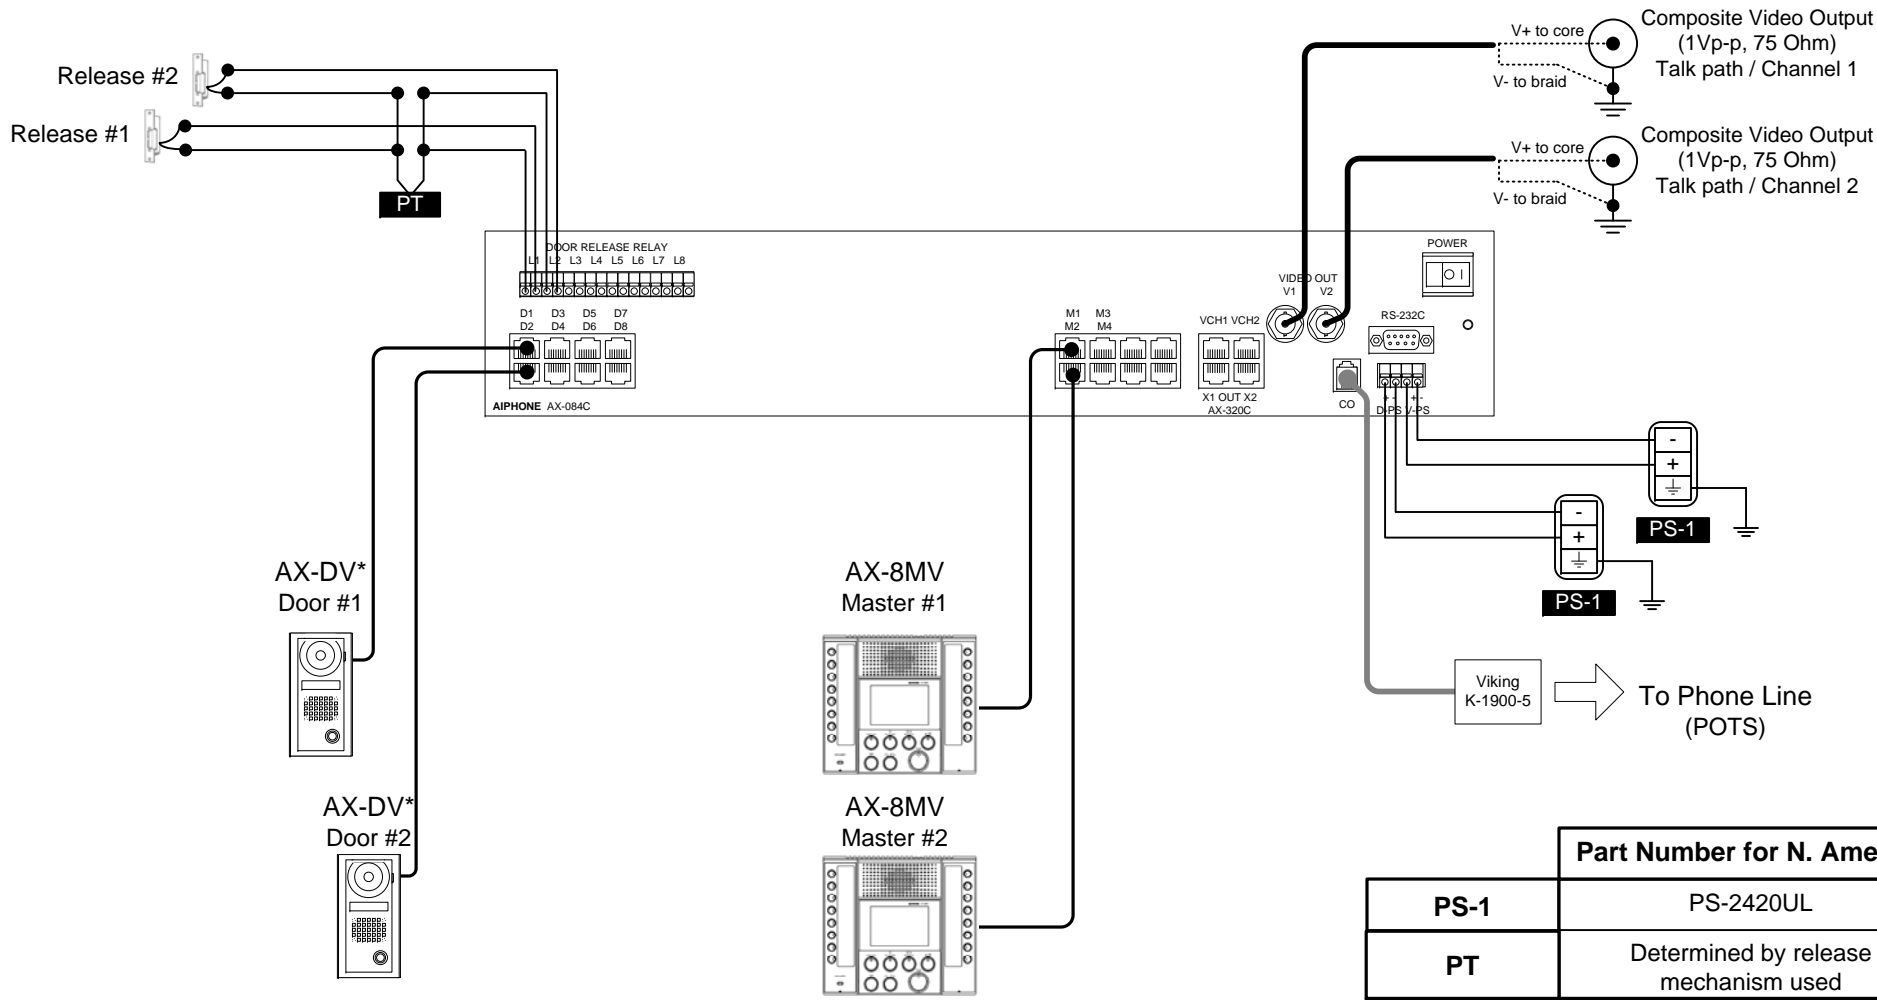 Composite Video Output
(1Vp-p, 75 Ohm)
Talk path / Channel 1
V+ to core
V- to braid
Composite Video Output
(1Vp-p, 75 Ohm)
Talk path / Channel 2
V+ to core
V- to braid
Release #2
Release #1
PT
DOOR RELEASE RELAY
L1 L2 L3 L4 L5 L6 L7 L8
D1 D3 D5 D7
D2 D4 D6 D8
AIPHONE AX-084C
M1 M3
M2 M4
VCH1 VCH2
X1 OUT X2
AX-320C
VIDEO OUT
V1 V2
POWER
RS-232C
CO
+ - + -
D-PS V-PS
-
+
PS-1
-
+
PS-1
AX-DV*
Door #1
AX-DV*
Door #2
AX-8MV
Master #1
AX-8MV
Master #2
Viking
K-1900-5
To Phone Line
(POTS)
Part Number for N. Ame
PS-1 PS-2420UL
PT Determined by release
mechanism used